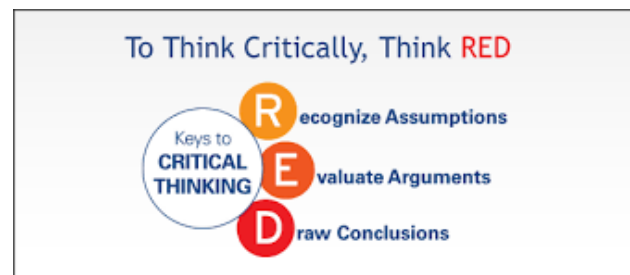 To Think Critically, Think RED
Keys to
CRITICAL
THINKING
Recognize Assumptions
Evaluate Arguments
Draw Conclusions